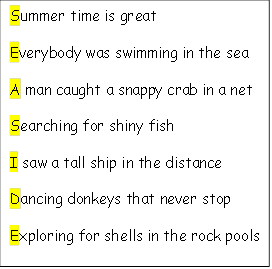 Summer time is great
Everybody was swimming in the sea
A man caught a snappy crab in a net
Searching for shiny fish
I saw a tall ship in the distance
Dancing donkeys that never stop
Exploring for shells in the rock pools